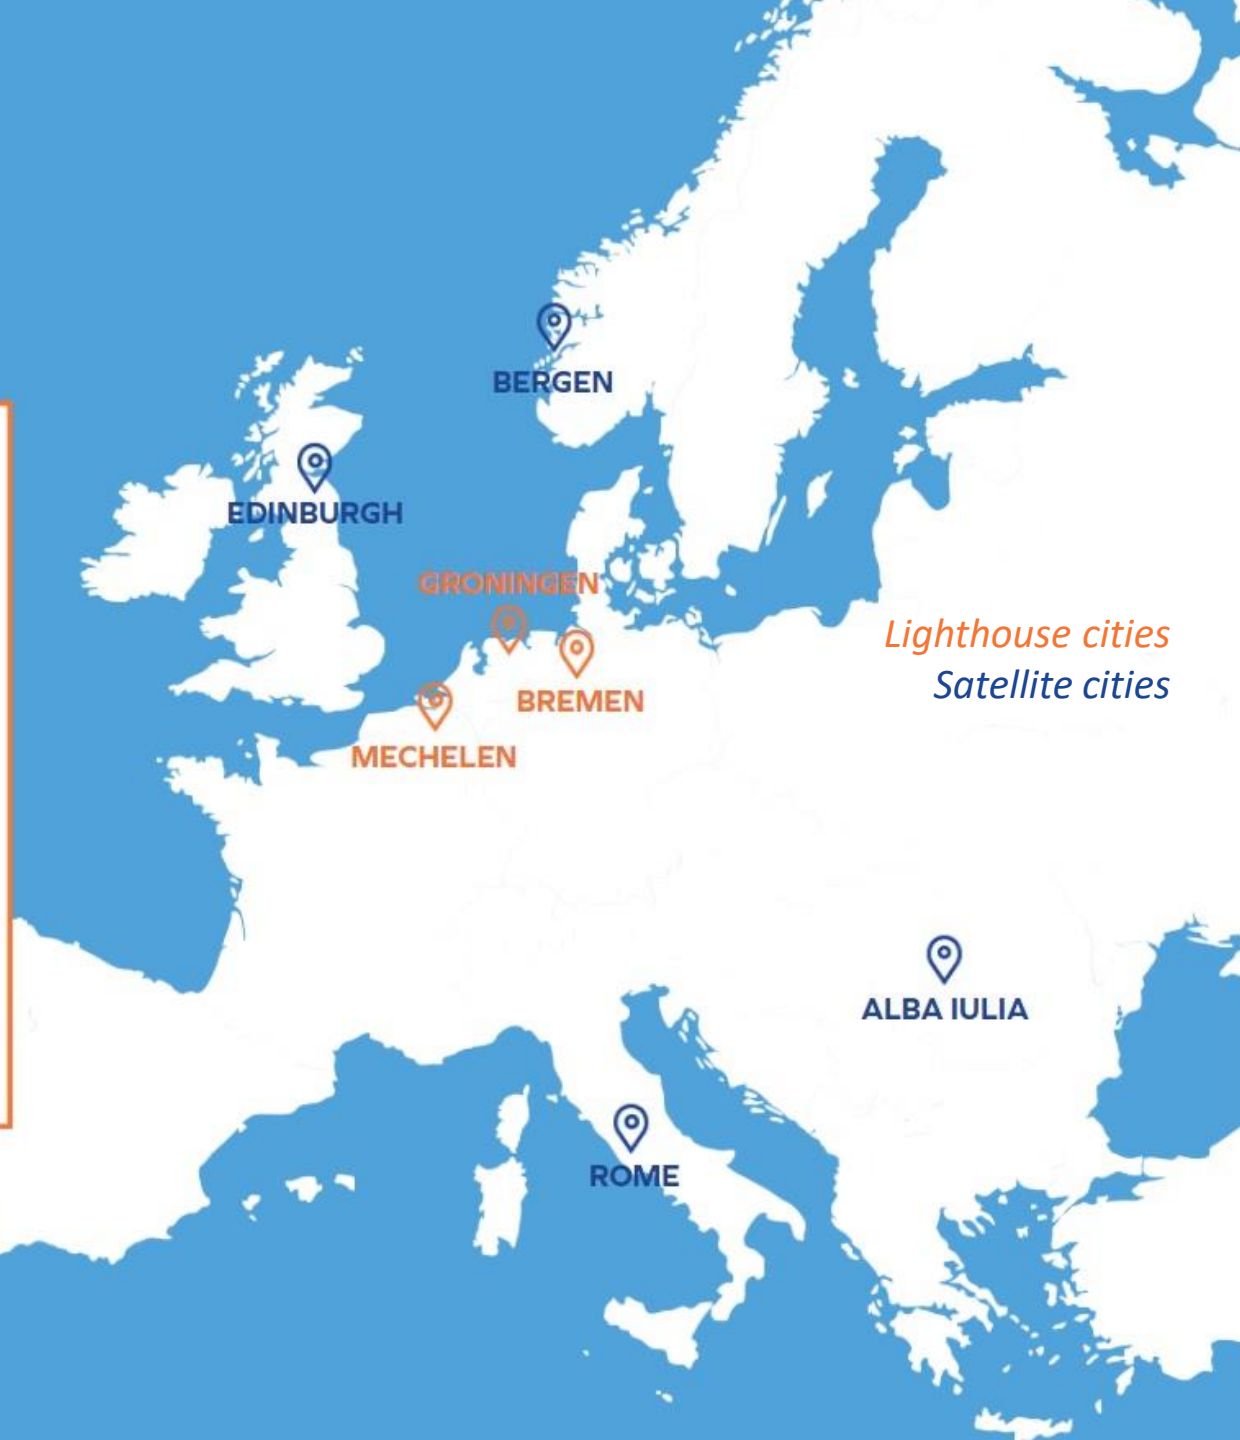 BERGEN
EDINBURGH
GRONINGEN
Lighthouse cities
Satellite cities
BREMEN
MECHELEN
ALBA IULIA
ROME